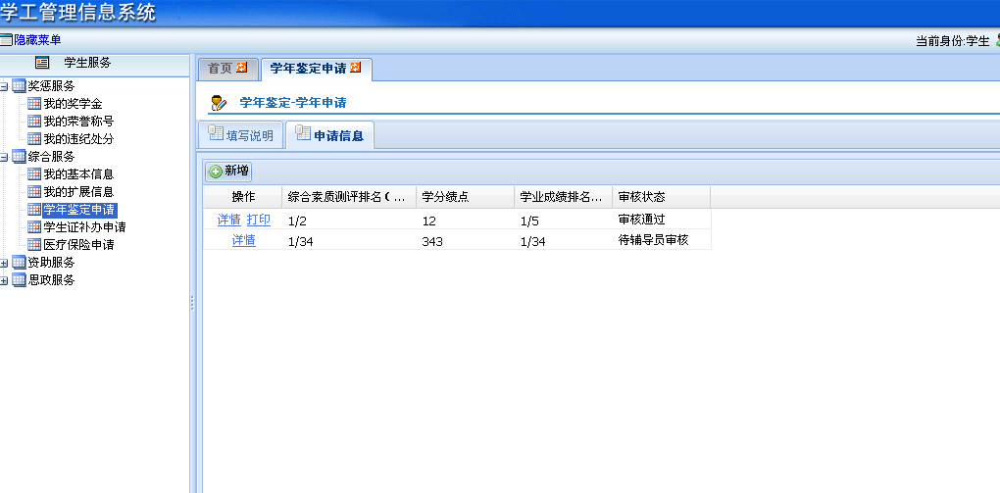 学工管理信息系统
隐藏菜单
当前身份:学生
学生服务
奖惩服务
我的奖学金
我的荣誉称号
我的违纪处分
综合服务
我的基本信息
我的扩展信息
学年鉴定申请
学生证补办申请
医疗保险申请
资助服务
思政服务
首页 学年鉴定申请
学年鉴定-学年申请
填写说明 申请信息
新增
操作 综合素质测评排名(... 学分绩点 学业成绩排名... 审核状态
详情 打印 1/2 12 1/5 审核通过
详情 1/34 343 1/34 待辅导员审核